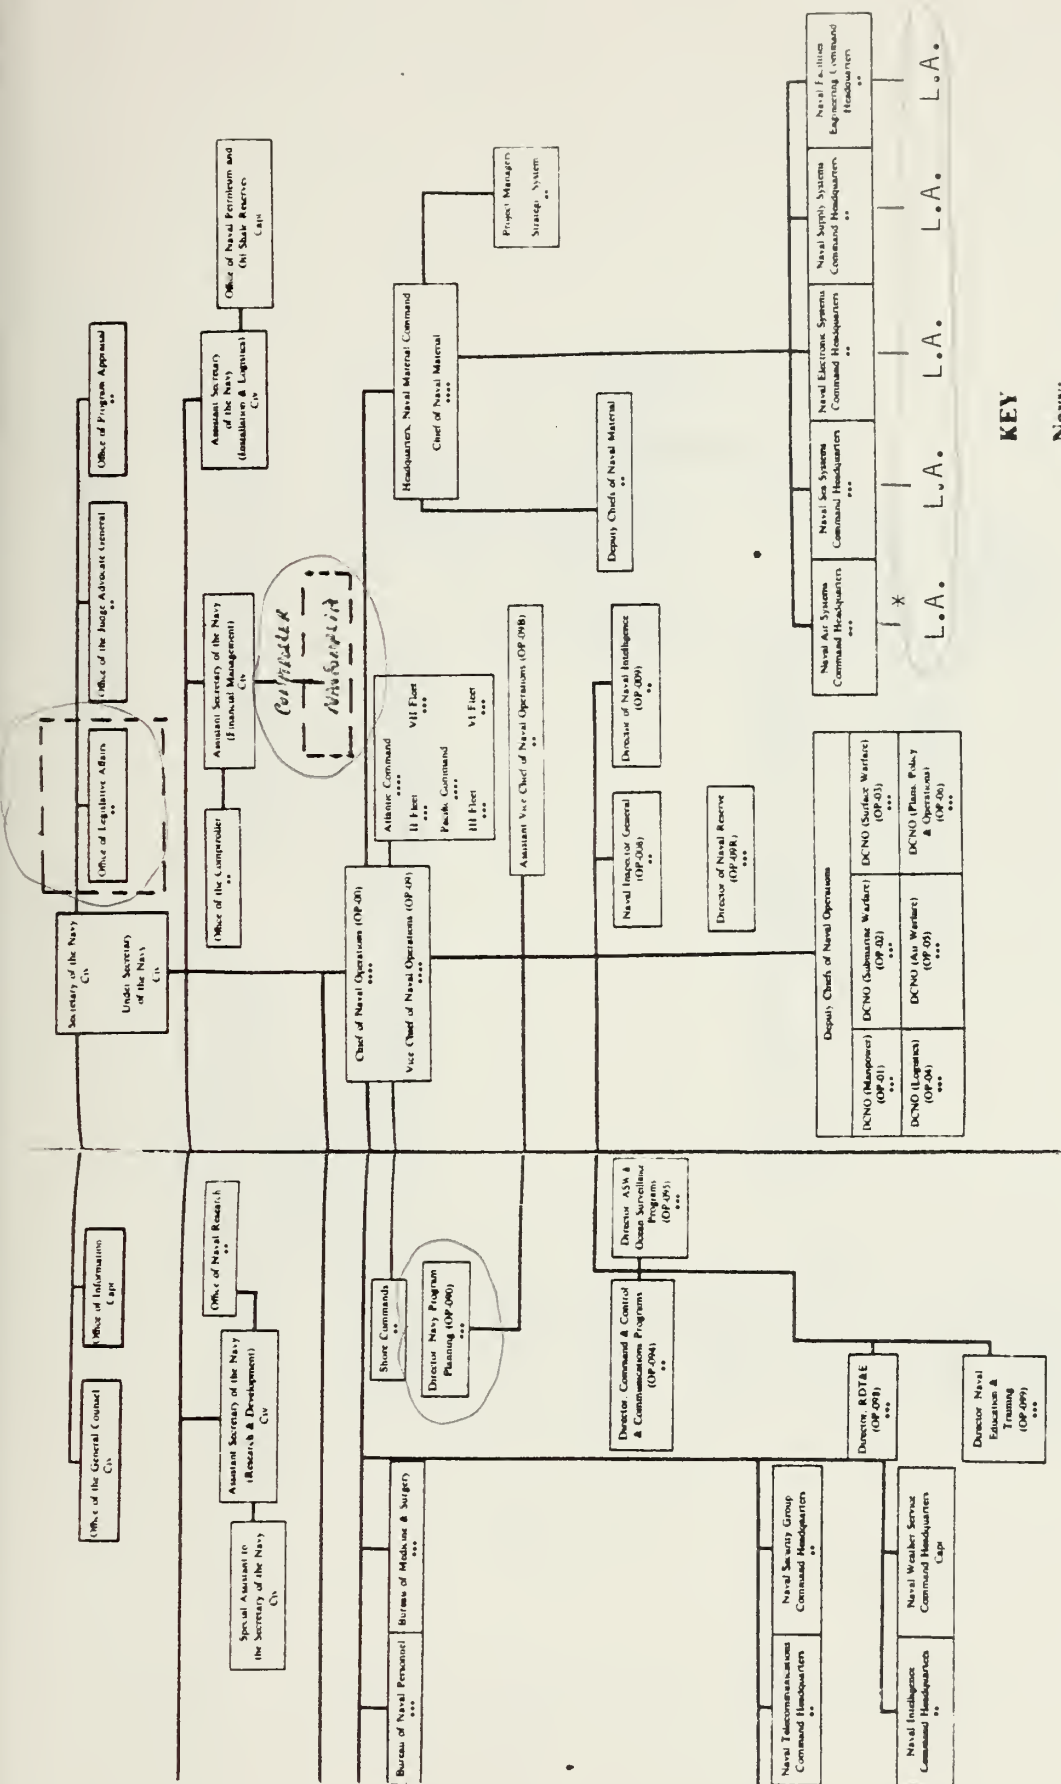 Office of the General Counsel
Civ
Office of Information
Capt
Secretary of the Navy
Civ
Under Secretary
of the Navy
Civ
Office of Legislative Affairs
••
Office of the Judge Advocate General
••
Office of Program Appraisal
••
Special Assistant to
the Secretary of the Navy
Civ
Assistant Secretary of the Navy
(Research & Development)
Civ
Office of Naval Research
••
Office of the Comptroller
••
Assistant Secretary of the Navy
(Financial Management)
Civ
COMPTROLLER
Assistant Secretary
of the Navy
(Installation & Logistics)
Civ
Office of Naval Petroleum and
Oil Shale Reserves
Capt
Bureau of Naval Personnel
•••
Bureau of Medicine & Surgery
•••
Shore Commands
••
Director Navy Program
Planning (OP-090)
•••
Chief of Naval Operations (OP-00)
••••
Vice Chief of Naval Operations (OP-09)
••••
Atlantic Command
••••
II Fleet
•••
VII Fleet
•••
Pacific Command
••••
III Fleet
•••
VI Fleet
•••
Headquarters, Naval Material Command
Chief of Naval Material
••••
Project Managers
Strategic System
••
Assistant Vice Chief of Naval Operations (OP-09B)
••
Deputy Chiefs of Naval Material
••
Director, Command & Control
& Communications Programs
(OP-094)
••
Director ASW &
Ocean Surveillance
Programs
(OP-095)
•••
Naval Inspector General
(OP-008)
••
Director of Naval Intelligence
(OP-009)
••
Director of Naval Reserve
(OP-09R)
•••
Naval Telecommunications
Command Headquarters
••
Naval Security Group
Command Headquarters
••
Director, RDT&E
(OP-098)
•••
Naval Intelligence
Command Headquarters
••
Naval Weather Service
Command Headquarters
Capt
Director Naval
Education &
Training
(OP-099)
•••
Deputy Chiefs of Naval Operations
DCNO (Manpower)
(OP-01)
•••
DCNO (Submarine Warfare)
(OP-02)
•••
DCNO (Surface Warfare)
(OP-03)
•••
DCNO (Logistics)
(OP-04)
•••
DCNO (Air Warfare)
(OP-05)
•••
DCNO (Plans, Policy
& Operations)
(OP-06)
•••
Naval Air Systems
Command Headquarters
•••
Naval Sea Systems
Command Headquarters
•••
Naval Electronic Systems
Command Headquarters
••
Naval Supply Systems
Command Headquarters
••
Naval Facilities
Engineering Command
Headquarters
••
*
L.A. L.A. L.A. L.A. L.A.
KEY